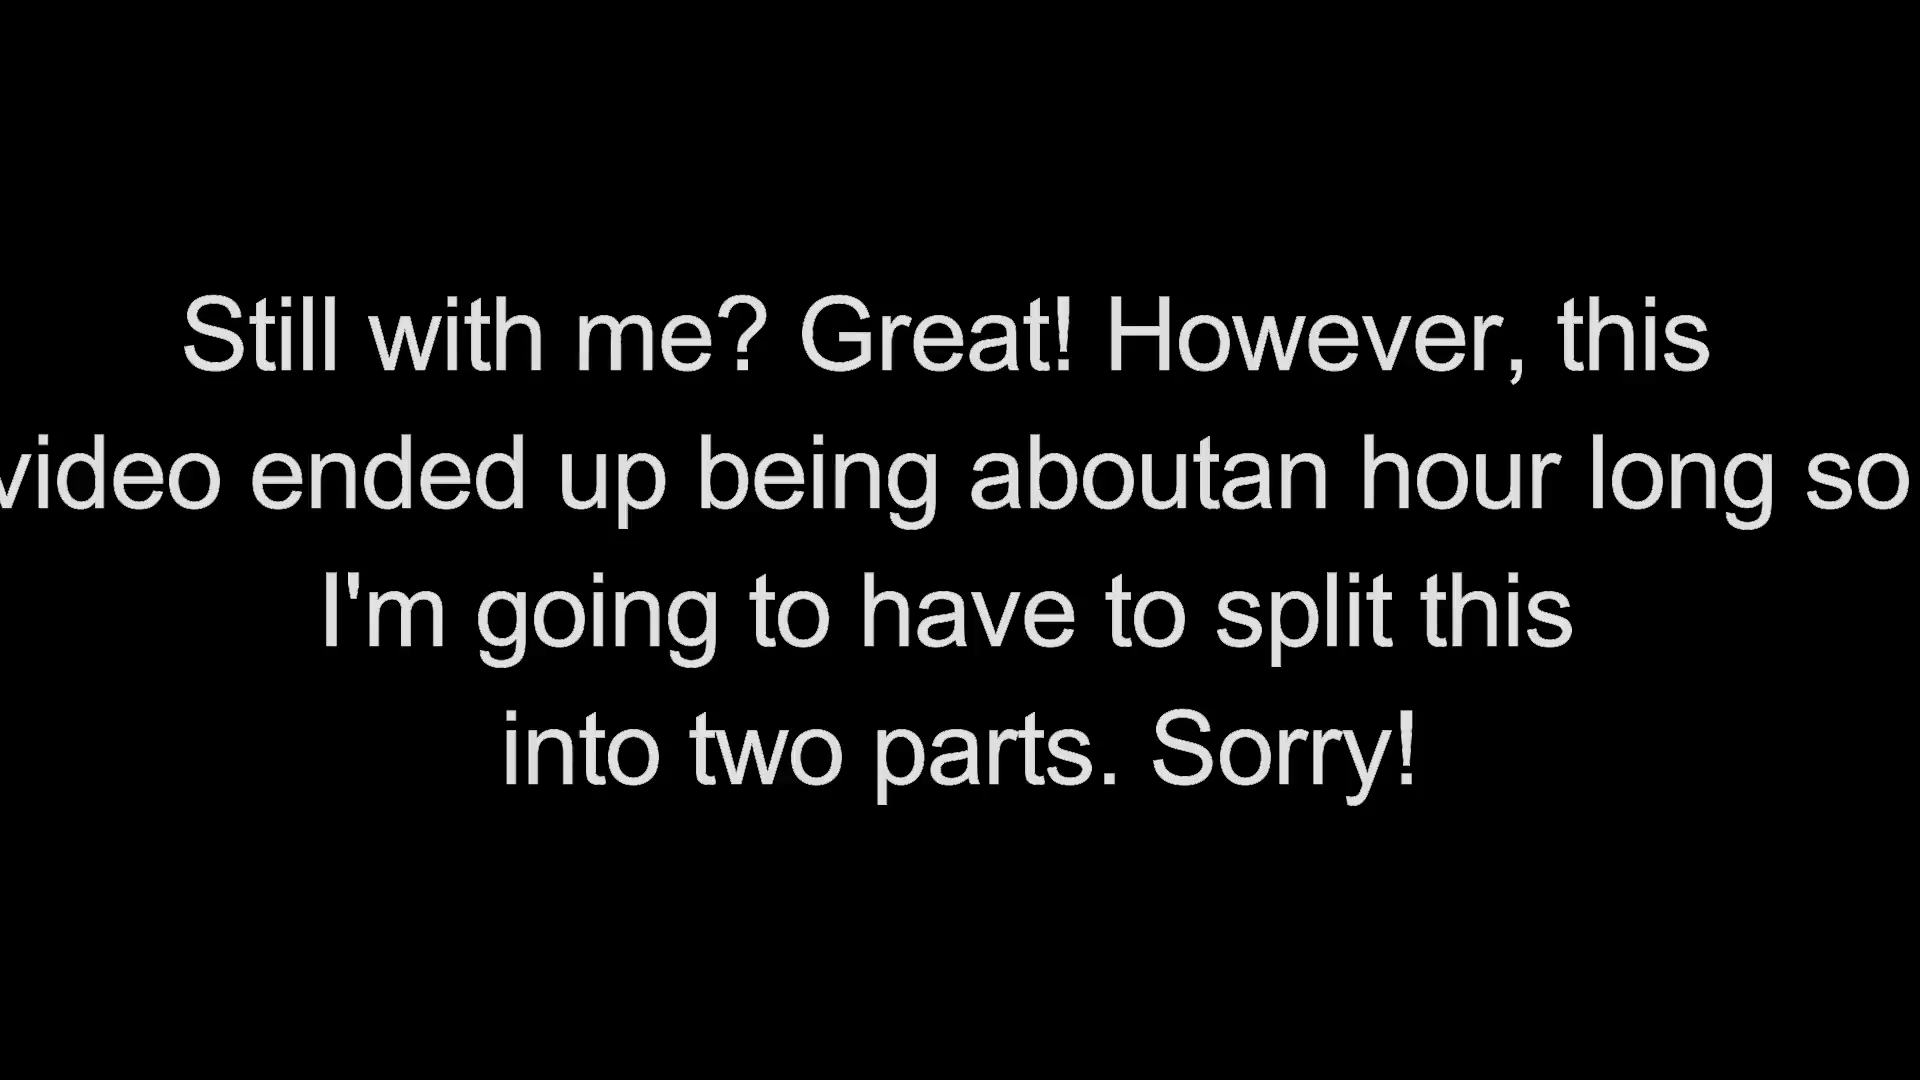 Still with me? Great! However, this
video ended up being aboutan hour long so
I'm going to have to split this
into two parts. Sorry!